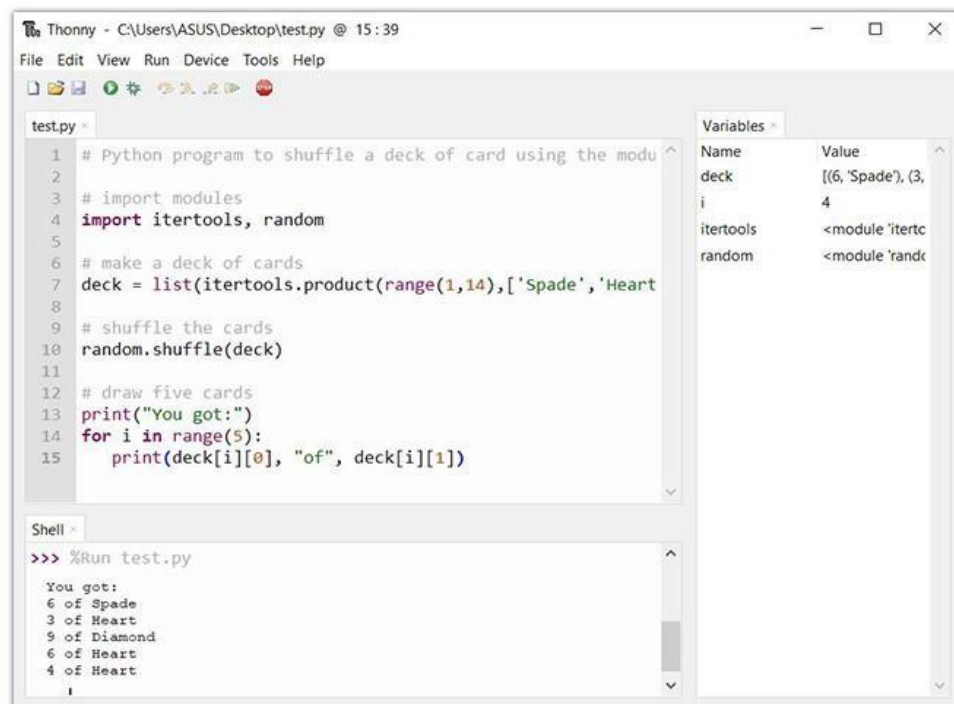 Thonny - C:\Users\ASUS\Desktop\test.py @ 15 : 39
File Edit View Run Device Tools Help
test.py
1 # Python program to shuffle a deck of card using the modu
2
3 # import modules
4 import itertools, random
5
6 # make a deck of cards
7 deck = list(itertools.product(range(1,14),['Spade','Heart
8
9 # shuffle the cards
10 random.shuffle(deck)
11
12 # draw five cards
13 print("You got:")
14 for i in range(5):
15    print(deck[i][0], "of", deck[i][1])
Variables
Name Value
deck [(6, 'Spade'), (3,
i 4
itertools <module 'itertc
random <module 'randc
Shell
>>> %Run test.py
You got:
6 of Spade
3 of Heart
9 of Diamond
6 of Heart
4 of Heart